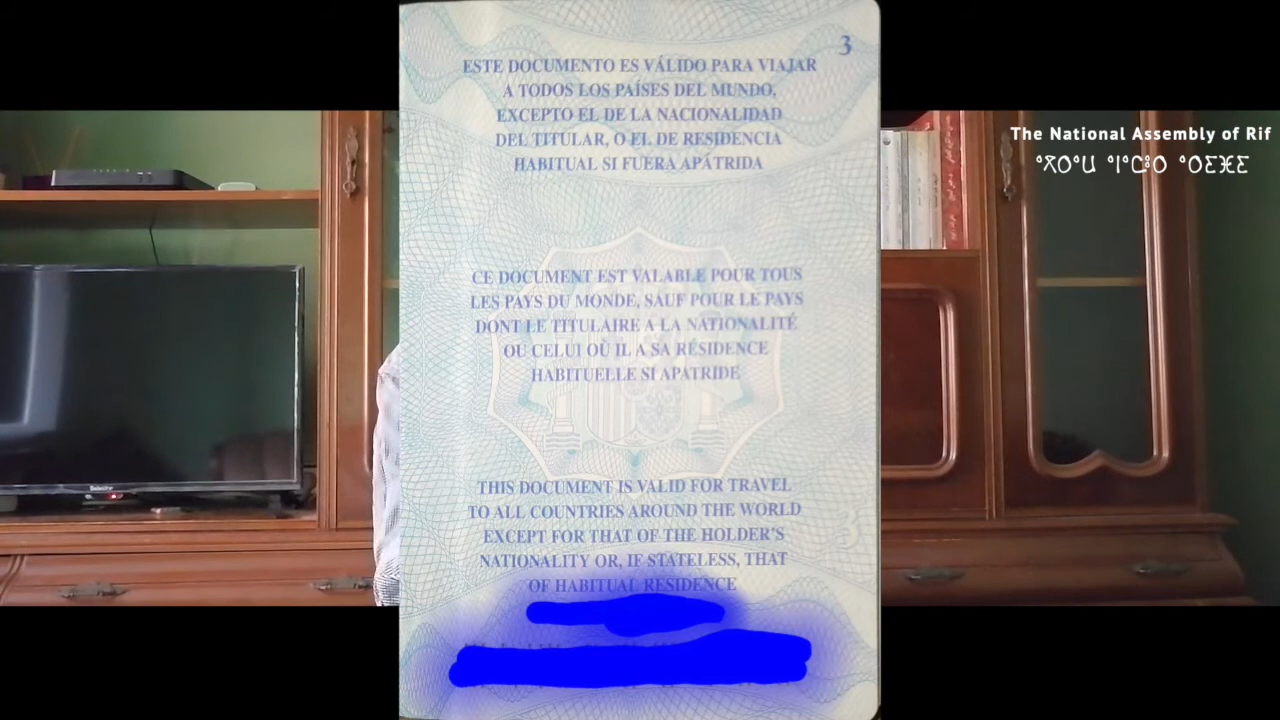 3
ESTE DOCUMENTO ES VÁLIDO PARA VIAJAR
A TODOS LOS PAÍSES DEL MUNDO,
EXCEPTO EL DE LA NACIONALIDAD
DEL TITULAR, O EL DE RESIDENCIA
HABITUAL SI FUERA APÁTRIDA
CE DOCUMENT EST VALABLE POUR TOUS
LES PAYS DU MONDE, SAUF POUR LE PAYS
DONT LE TITULAIRE A LA NATIONALITÉ
OU CELUI OÙ IL A SA RÉSIDENCE
HABITUELLE SI APATRIDE
THIS DOCUMENT IS VALID FOR TRAVEL
TO ALL COUNTRIES AROUND THE WORLD
EXCEPT FOR THAT OF THE HOLDER'S
NATIONALITY OR, IF STATELESS, THAT
OF HABITUAL RESIDENCE
3
The National Assembly of Rif
ⴰⴳⵔⴰⵡ ⴰⵏⴰⵎⵓⵔ ⴰⵔⵉⴼⵉ